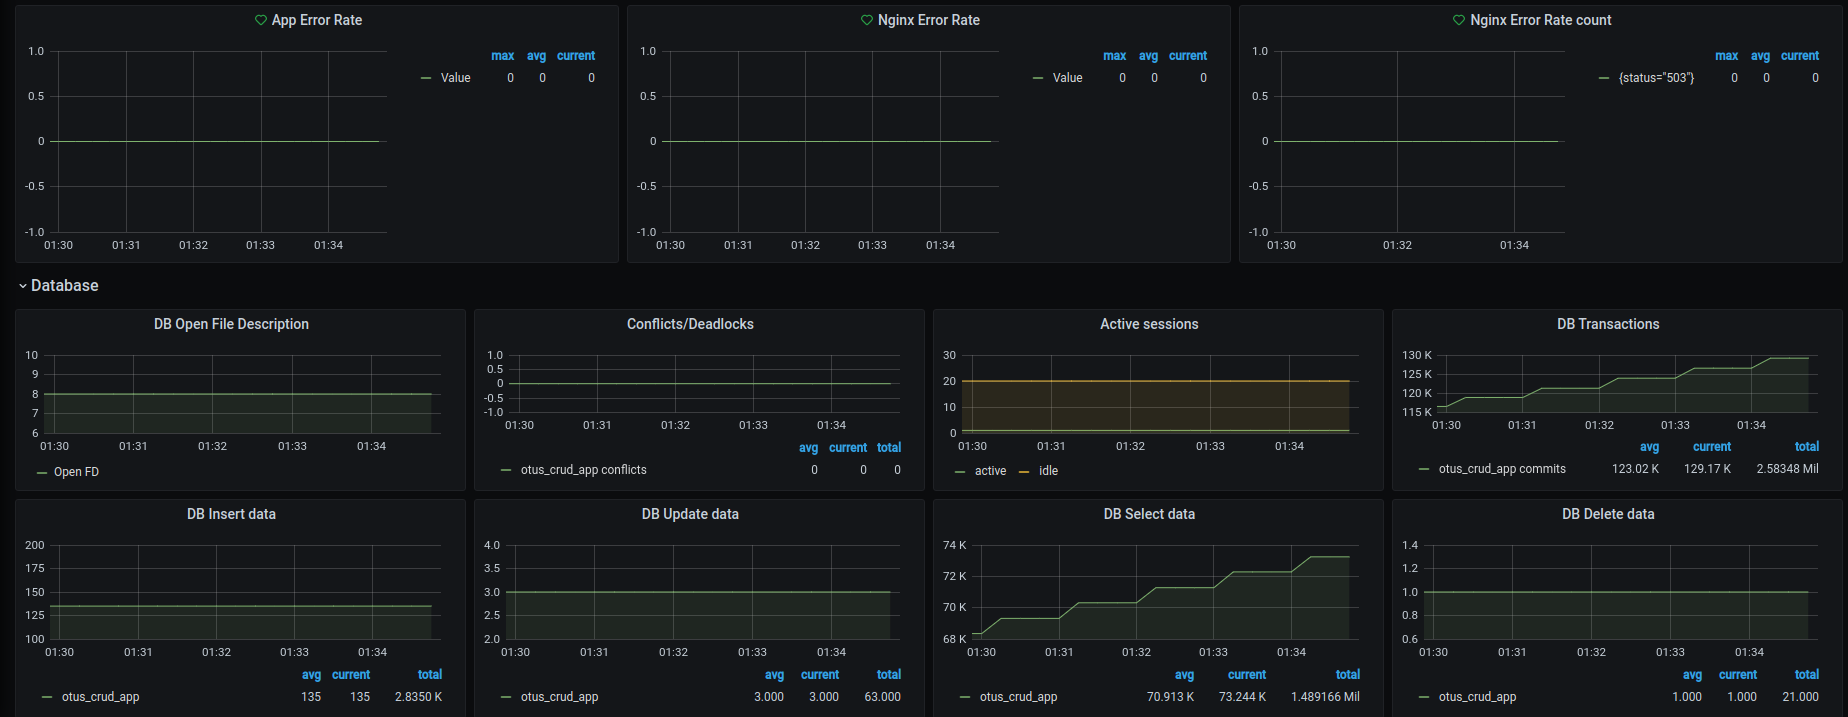 App Error Rate
1.0
0.5
0
-0.5
-1.0
01:30 01:31 01:32 01:33 01:34
max avg current
Value 0 0 0
Nginx Error Rate
1.0
0.5
0
-0.5
-1.0
01:30 01:31 01:32 01:33 01:34
max avg current
Value 0 0 0
Nginx Error Rate count
1.0
0.5
0
-0.5
-1.0
01:30 01:32 01:34
max avg current
{status="503"} 0 0 0
Database
DB Open File Description
10
9
8
7
6
01:30 01:31 01:32 01:33 01:34
Open FD
Conflicts/Deadlocks
1.0
0.5
0
-0.5
-1.0
01:30 01:31 01:32 01:33 01:34
avg current total
otus_crud_app conflicts 0 0 0
Active sessions
30
20
10
0
01:30 01:31 01:32 01:33 01:34
active idle
DB Transactions
130 K
125 K
120 K
115 K
01:30 01:31 01:32 01:33 01:34
avg current total
otus_crud_app commits 123.02 K 129.17 K 2.58348 Mil
DB Insert data
200
175
150
125
100
01:30 01:31 01:32 01:33 01:34
avg current total
otus_crud_app 135 135 2.8350 K
DB Update data
4.0
3.5
3.0
2.5
2.0
01:30 01:31 01:32 01:33 01:34
avg current total
otus_crud_app 3.000 3.000 63.000
DB Select data
74 K
72 K
70 K
68 K
01:30 01:31 01:32 01:33 01:34
avg current total
otus_crud_app 70.913 K 73.244 K 1.489166 Mil
DB Delete data
1.4
1.2
1.0
0.8
0.6
01:30 01:31 01:32 01:33 01:34
avg current total
otus_crud_app 1.000 1.000 21.000